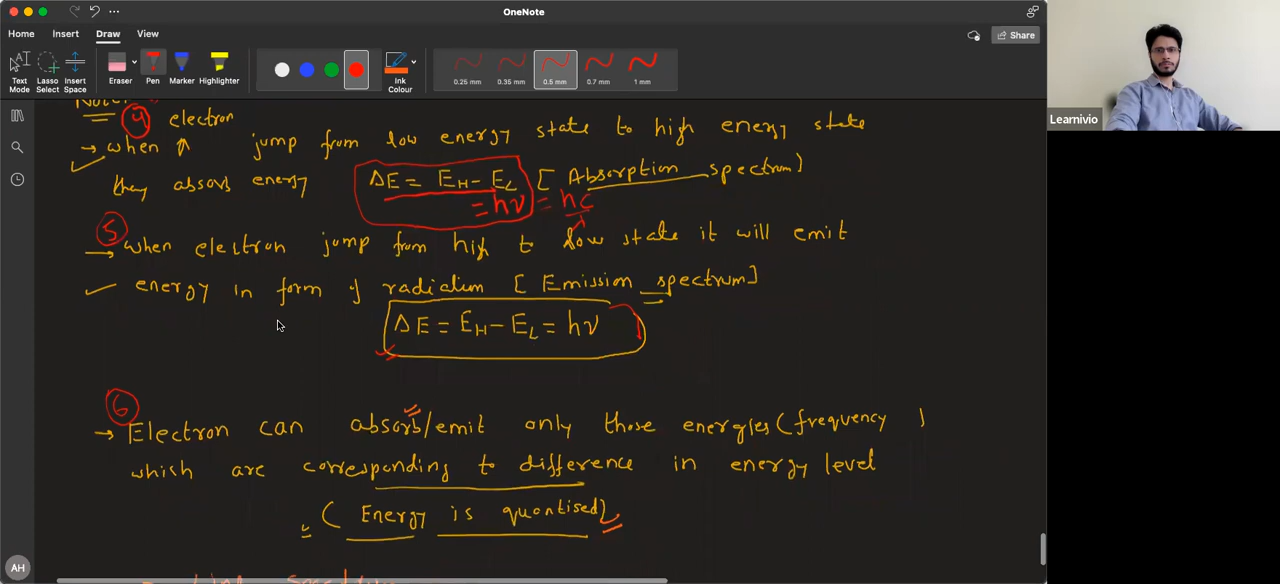 OneNote
Home Insert Draw View
Share
Text Mode Lasso Select Insert Space Eraser Pen Marker Highlighter Ink Colour 0.25 mm 0.35 mm 0.5 mm 0.7 mm 1 mm
Learnivio
Note:
④ electron
→ when ↑ jump from low energy state to high energy state
they absorb energy ΔE = E_H − E_L [ Absorption spectrum]
= hν = hc/λ
⑤
→ when electron jump from high to low state it will emit
energy in form of radiation [ Emission spectrum]
ΔE = E_H − E_L = hν
⑥
→ Electron can absorb/emit only those energies (frequency )
which are corresponding to difference in energy level
( Energy is quantised)
AH